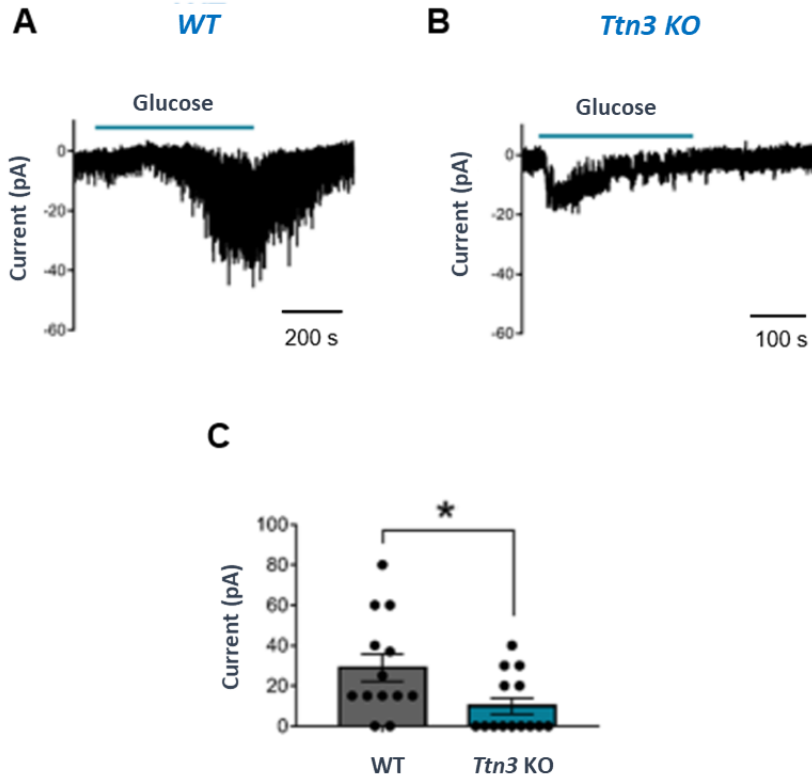 A
WT
Glucose
Current (pA)
0
-20
-40
-60
200 s
B
Ttn3 KO
Glucose
Current (pA)
0
-20
-40
-60
100 s
C
*
Current (pA)
100
80
60
40
20
0
WT
Ttn3 KO